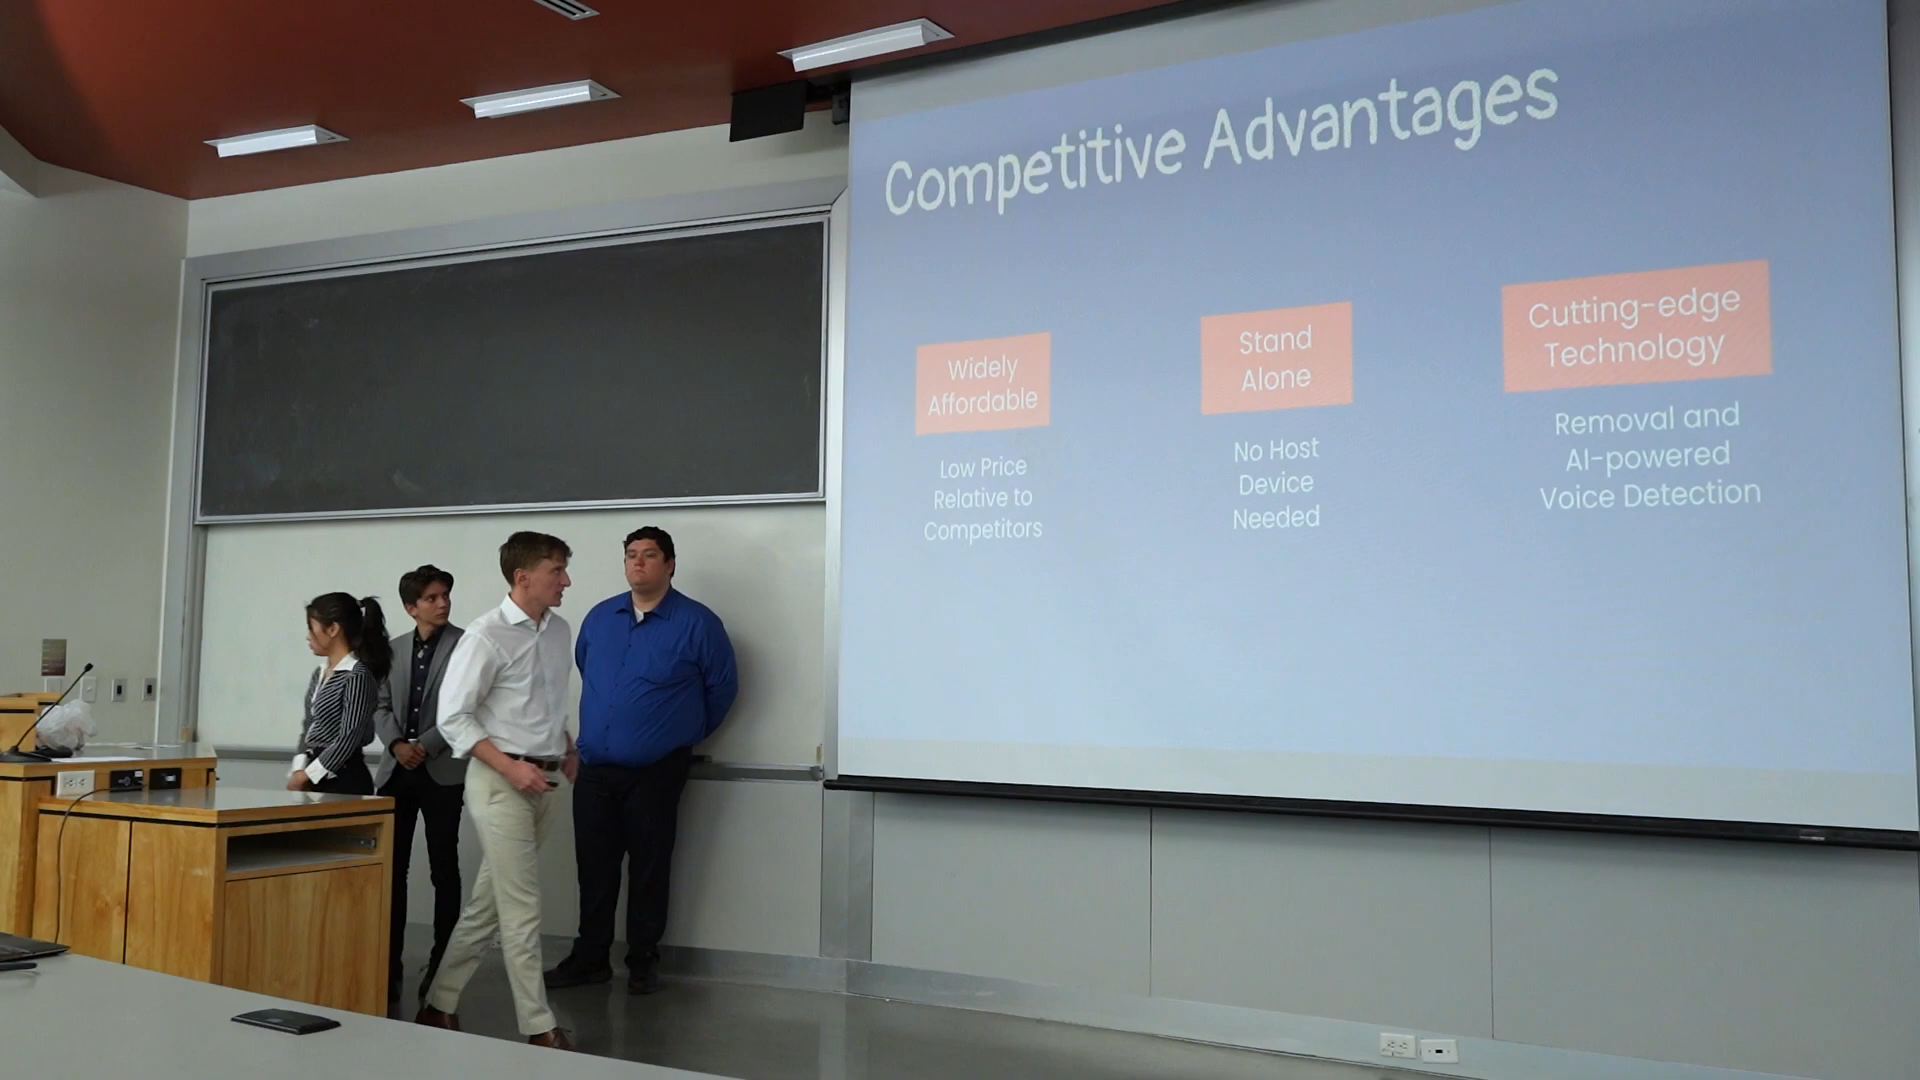 Competitive Advantages
Widely
Affordable
Low Price
Relative to
Competitors
Stand
Alone
No Host
Device
Needed
Cutting-edge
Technology
Removal and
AI-powered
Voice Detection